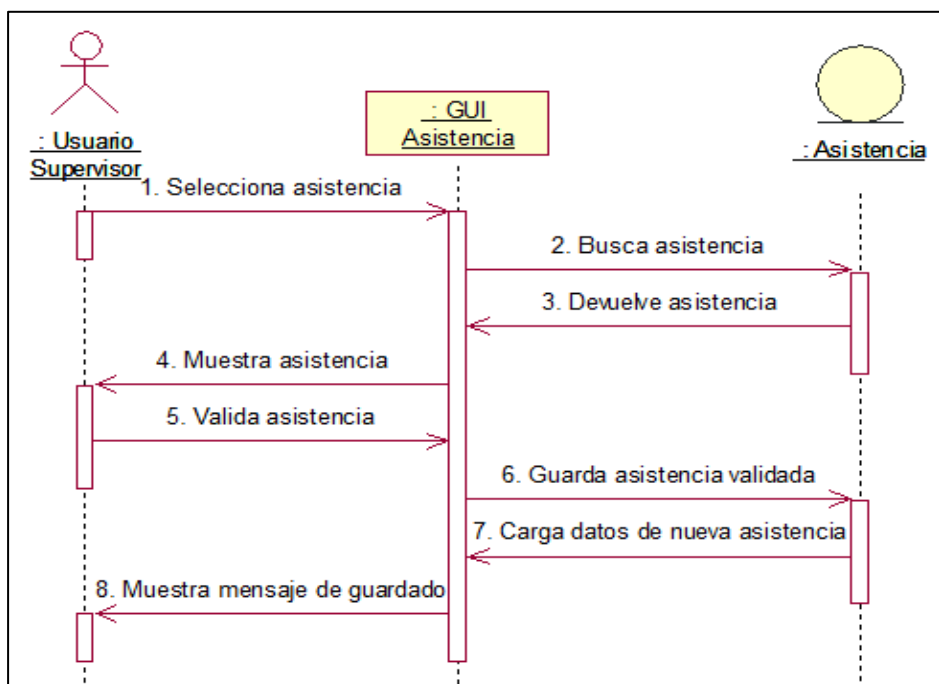 : Usuario
Supervisor
: GUI
Asistencia
: Asistencia
1. Selecciona asistencia
2. Busca asistencia
3. Devuelve asistencia
4. Muestra asistencia
5. Valida asistencia
6. Guarda asistencia validada
7. Carga datos de nueva asistencia
8. Muestra mensaje de guardado